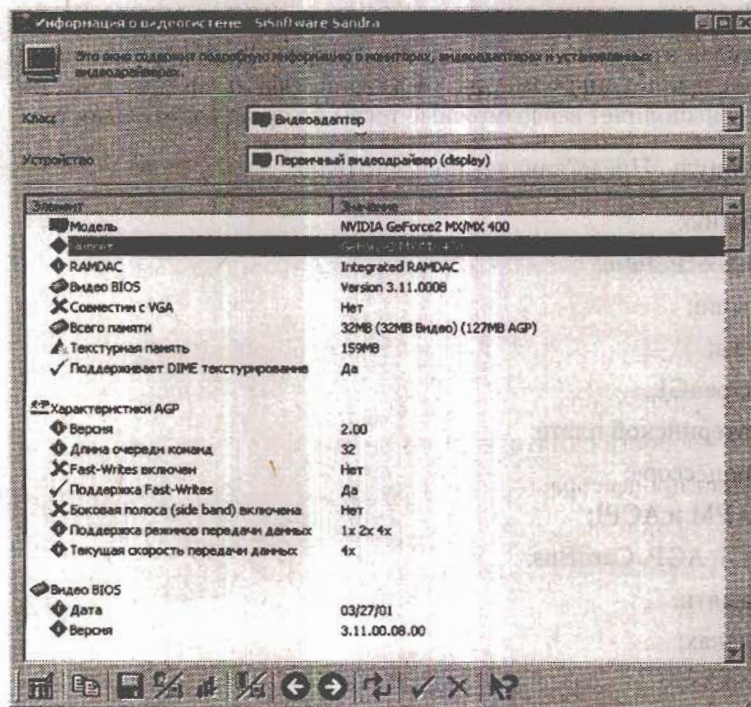 Информация о видеосистеме - SiSoftware Sandra
Это окно содержит подробную информацию о мониторах, видеоадаптерах и установленных
видеодрайверах.
Класс
Видеоадаптер
Устройство
Первичный видеодрайвер (display)
Элемент Значение
Модель NVIDIA GeForce2 MX/MX 400
RAMDAC Integrated RAMDAC
Видео BIOS Version 3.11.0008
Совместим с VGA Нет
Всего памяти 32MB (32MB Видео) (127MB AGP)
Текстурная память 159MB
Поддерживает DIME текстурирование Да
Характеристики AGP
Версия 2.00
Длина очереди команд 32
Fast-Writes включен Нет
Поддержка Fast-Writes Да
Боковая полоса (side band) включена Нет
Поддержка режимов передачи данных 1x 2x 4x
Текущая скорость передачи данных 4x
Видео BIOS
Дата 03/27/01
Версия 3.11.00.08.00